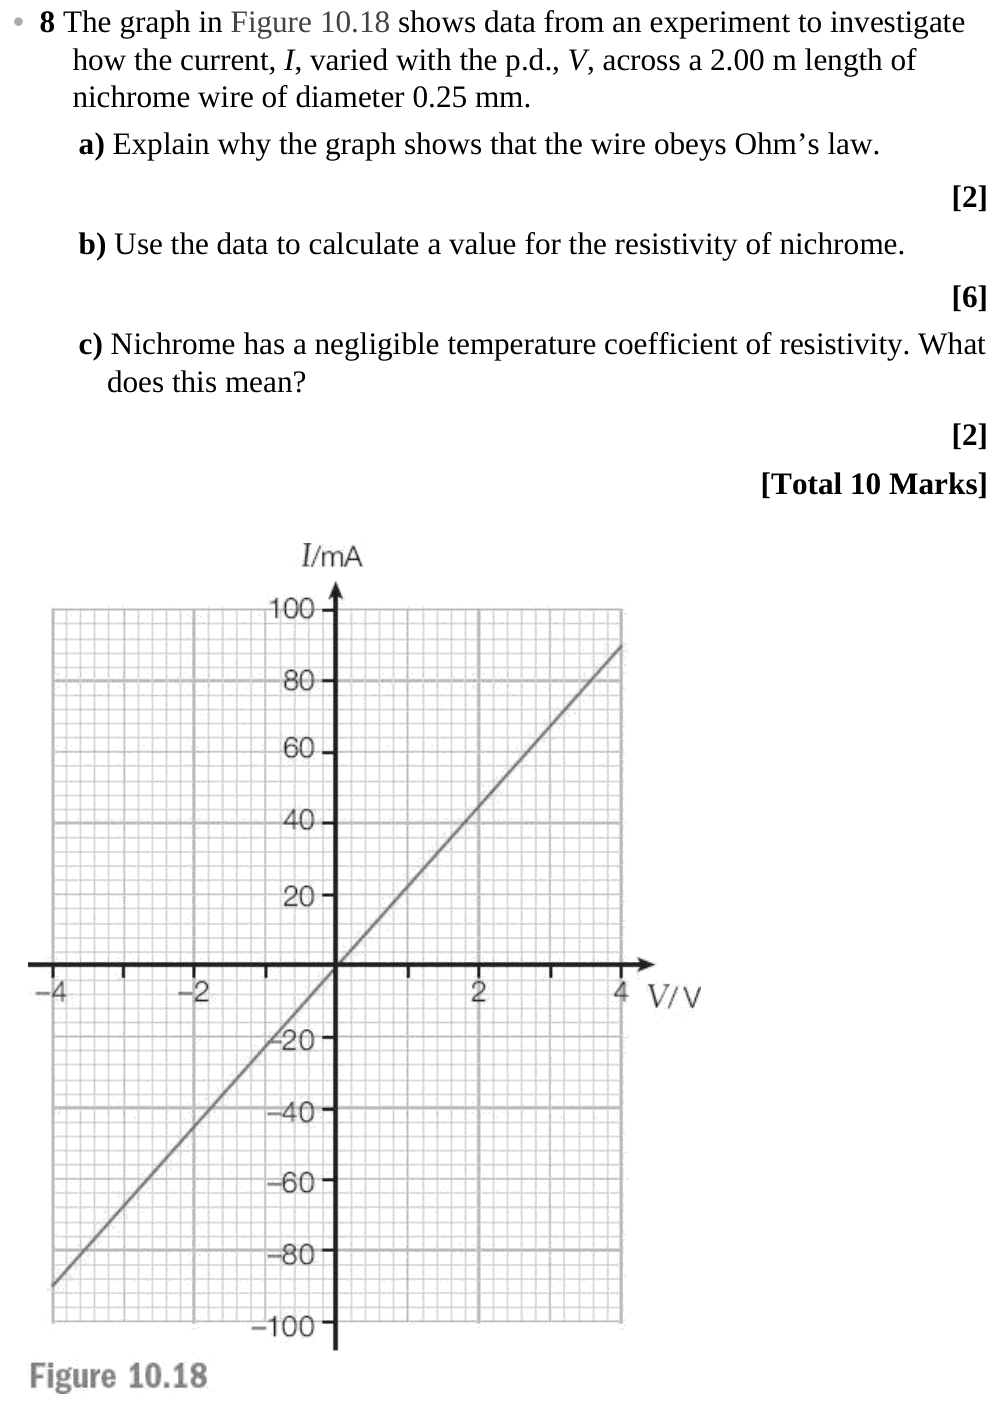 • 8 The graph in Figure 10.18 shows data from an experiment to investigate
how the current, I, varied with the p.d., V, across a 2.00 m length of
nichrome wire of diameter 0.25 mm.
a) Explain why the graph shows that the wire obeys Ohm’s law.
[2]
b) Use the data to calculate a value for the resistivity of nichrome.
[6]
c) Nichrome has a negligible temperature coefficient of resistivity. What
does this mean?
[2]
[Total 10 Marks]
I/mA
100
80
60
40
20
–4 –2 2 4 V/V
–20
–40
–60
–80
–100
Figure 10.18